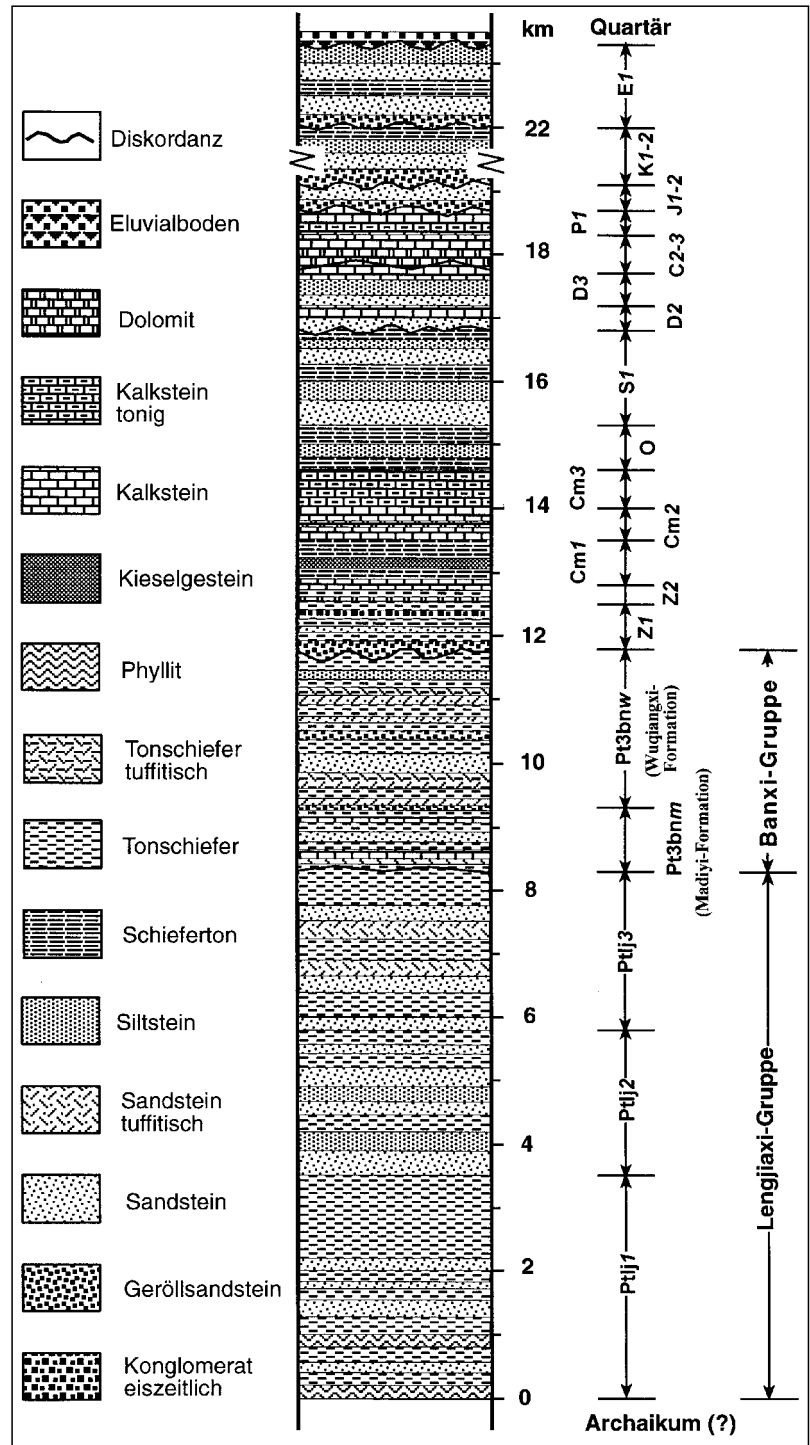 Diskordanz
Eluvialboden
Dolomit
Kalkstein
tonig
Kalkstein
Kieselgestein
Phyllit
Tonschiefer
tuffitisch
Tonschiefer
Schieferton
Siltstein
Sandstein
tuffitisch
Sandstein
Geröllsandstein
Konglomerat
eiszeitlich
km
22
18
16
14
12
10
8
6
4
2
0
Quartär
E1
K1-2
J1-2
P1
C2-3
D3
D2
S1
O
Cm3
Cm2
Cm1
Z2
Z1
Pt3bnw
(Wuqiangxi-
Formation)
Pt3bnm
(Madiyi-Formation)
Ptlj3
Ptlj2
Ptlj1
Banxi-Gruppe
Lengjiaxi-Gruppe
Archaikum (?)